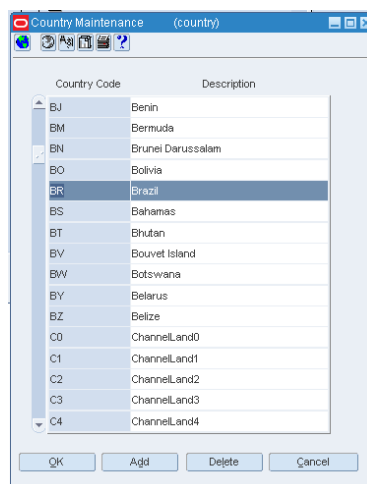 Country Maintenance (country)
Country Code Description
BJ Benin
BM Bermuda
BN Brunei Darussalam
BO Bolivia
BR Brazil
BS Bahamas
BT Bhutan
BV Bouvet Island
BW Botswana
BY Belarus
BZ Belize
C0 ChannelLand0
C1 ChannelLand1
C2 ChannelLand2
C3 ChannelLand3
C4 ChannelLand4
OK Add Delete Cancel